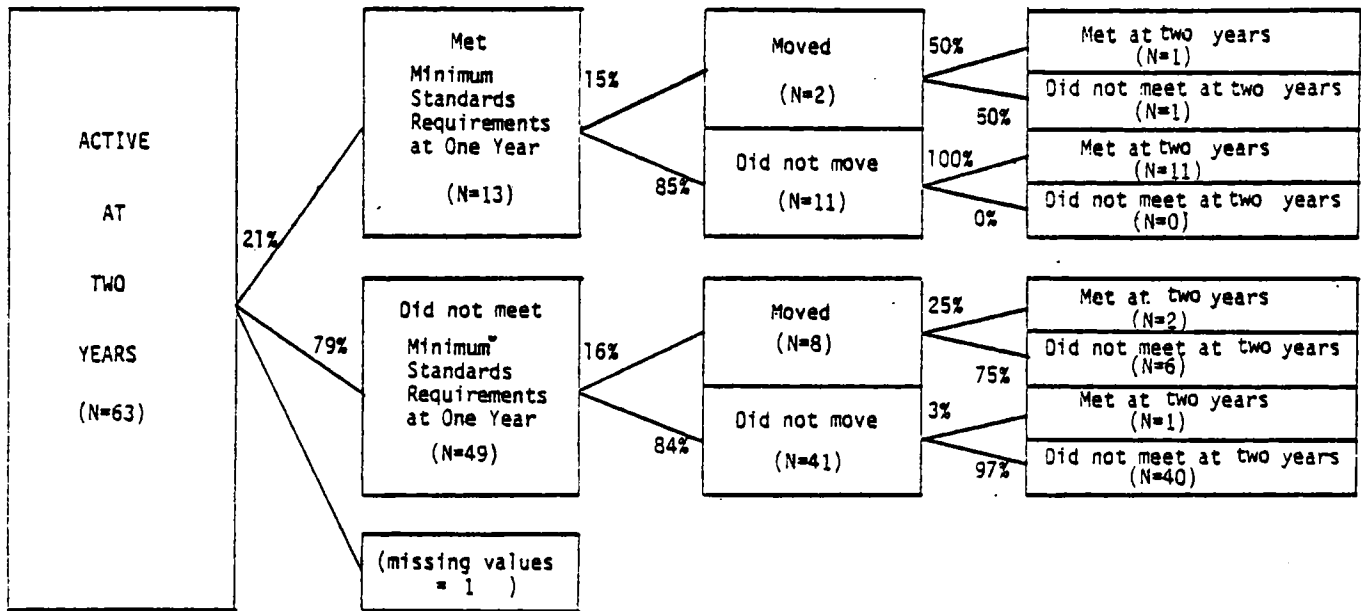 ACTIVE
AT
TWO
YEARS
(N=63)
21%
79%
Met
Minimum
Standards
Requirements
at One Year
(N=13)
15%
85%
Moved
(N=2)
50%
50%
Met at two years
(N=1)
Did not meet at two years
(N=1)
Did not move
(N=11)
100%
0%
Met at two years
(N=11)
Did not meet at two years
(N=0)
Did not meet
Minimum
Standards
Requirements
at One Year
(N=49)
16%
84%
Moved
(N=8)
25%
75%
Met at two years
(N=2)
Did not meet at two years
(N=6)
Did not move
(N=41)
3%
97%
Met at two years
(N=1)
Did not meet at two years
(N=40)
(missing values
= 1 )